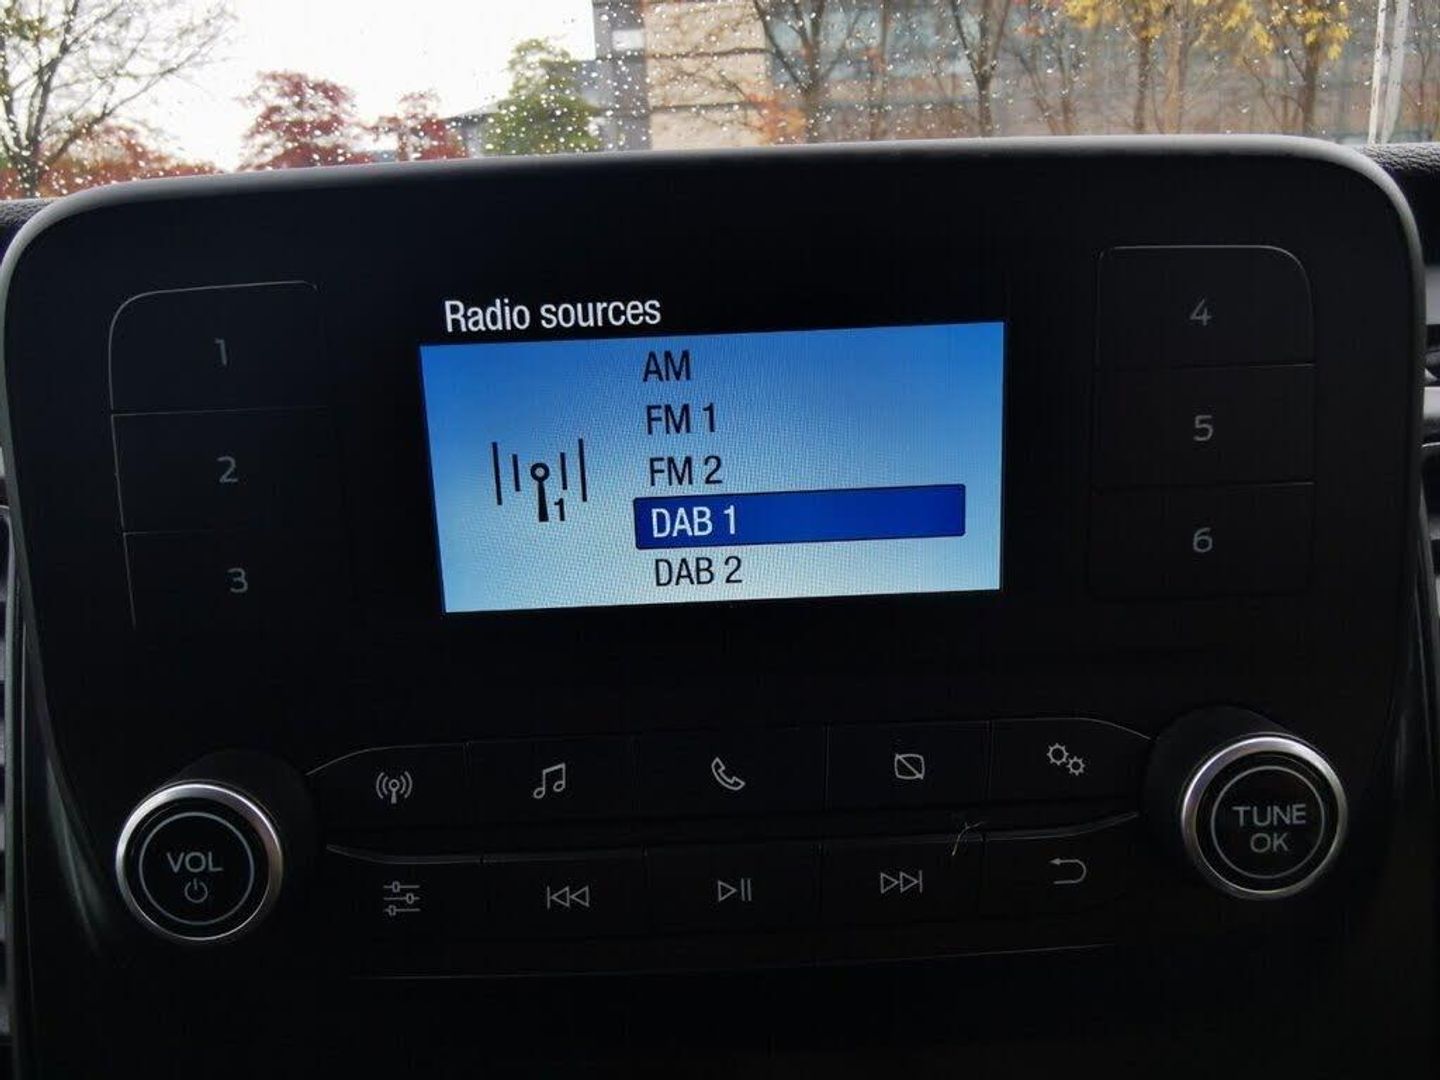 Radio sources
AM
FM 1
FM 2
DAB 1
DAB 2
1
1
2
3
4
5
6
VOL
TUNE
OK